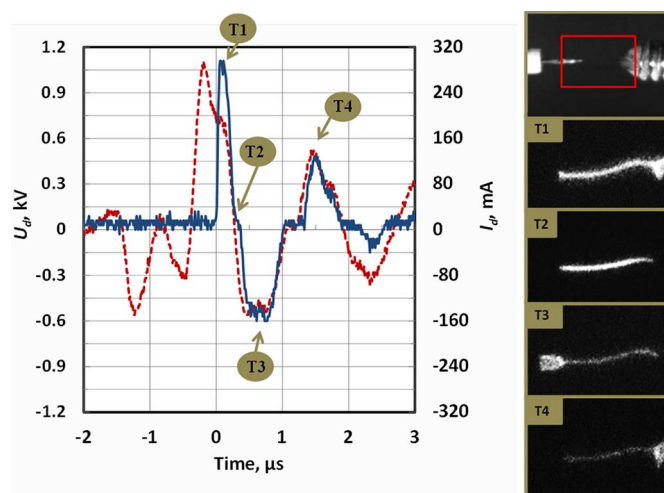 1.2
0.9
0.6
0.3
0
-0.3
-0.6
-0.9
-1.2
U_d, kV
320
240
160
80
0
-80
-160
-240
-320
I_d, mA
-2 -1 0 1 2 3
Time, μs
T1
T2
T3
T4
T1
T2
T3
T4